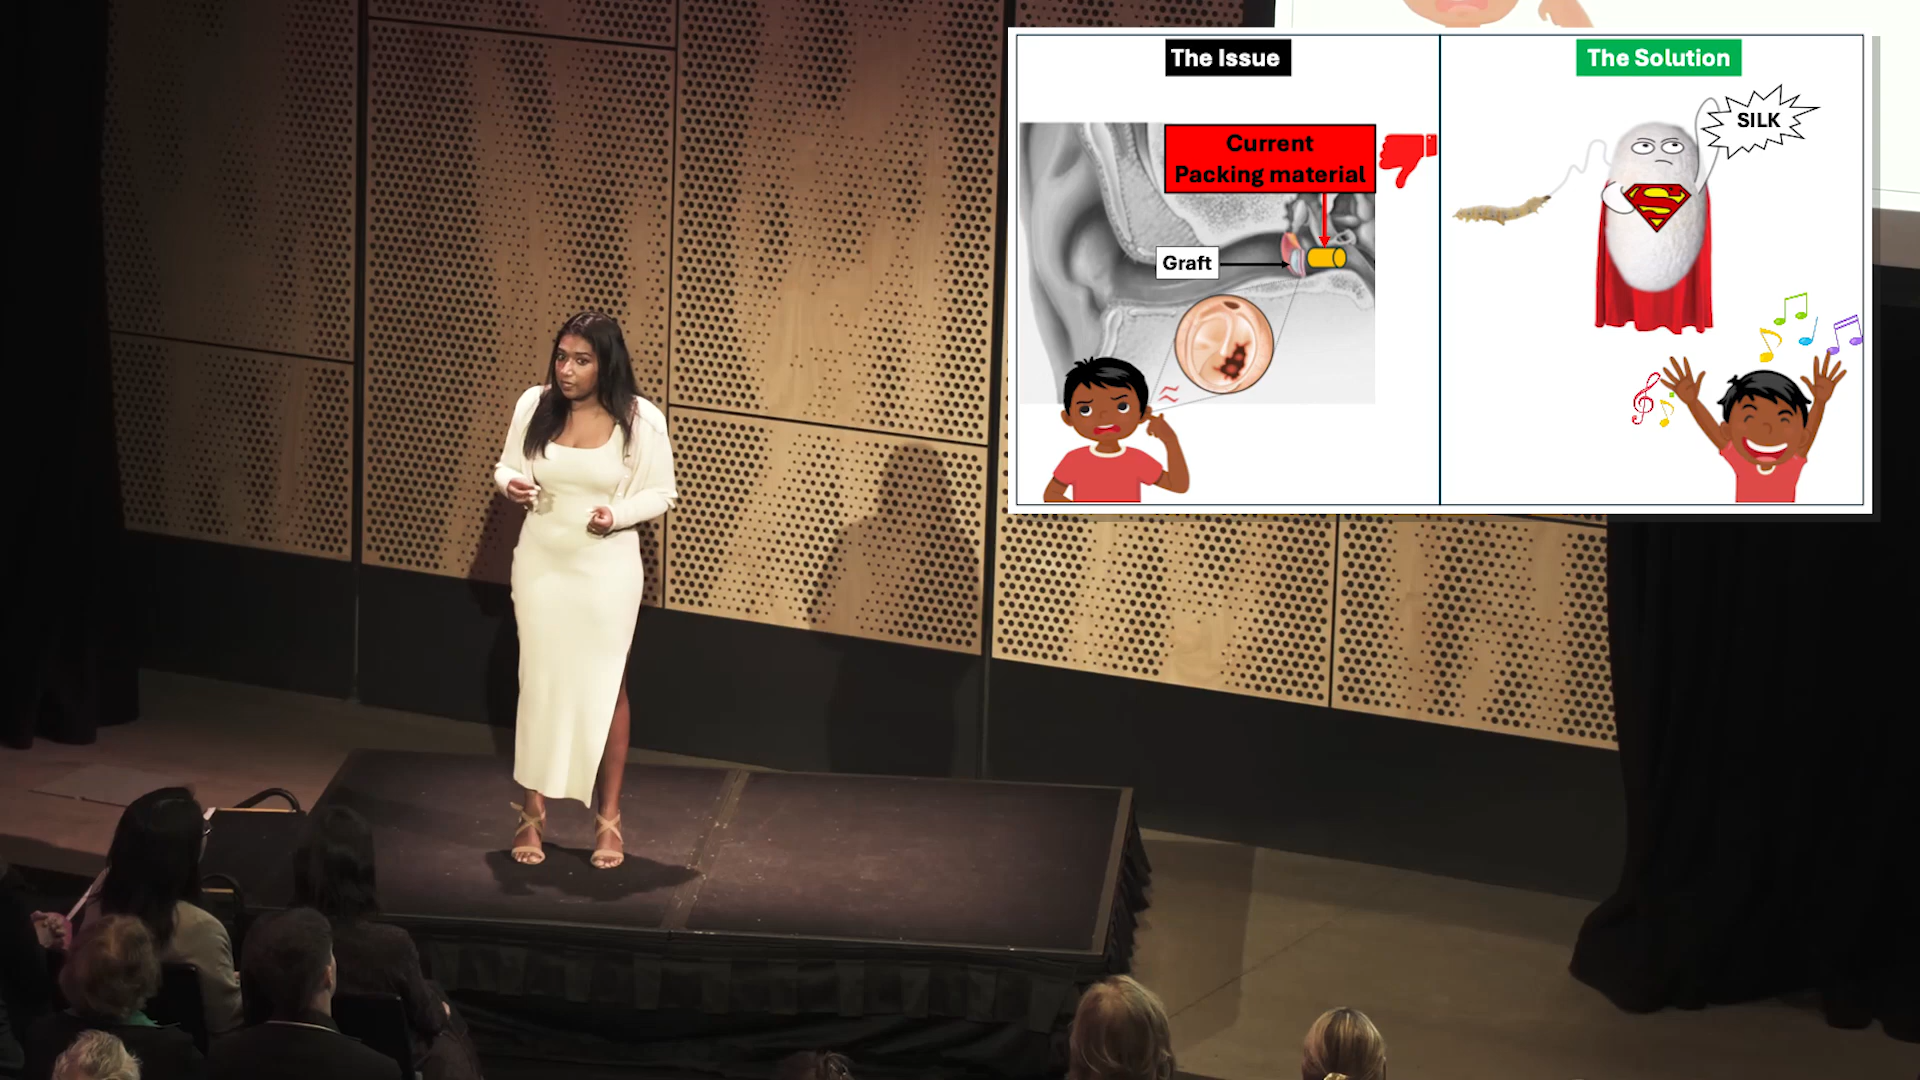 The Issue
Current
Packing material
Graft
The Solution
SILK
S